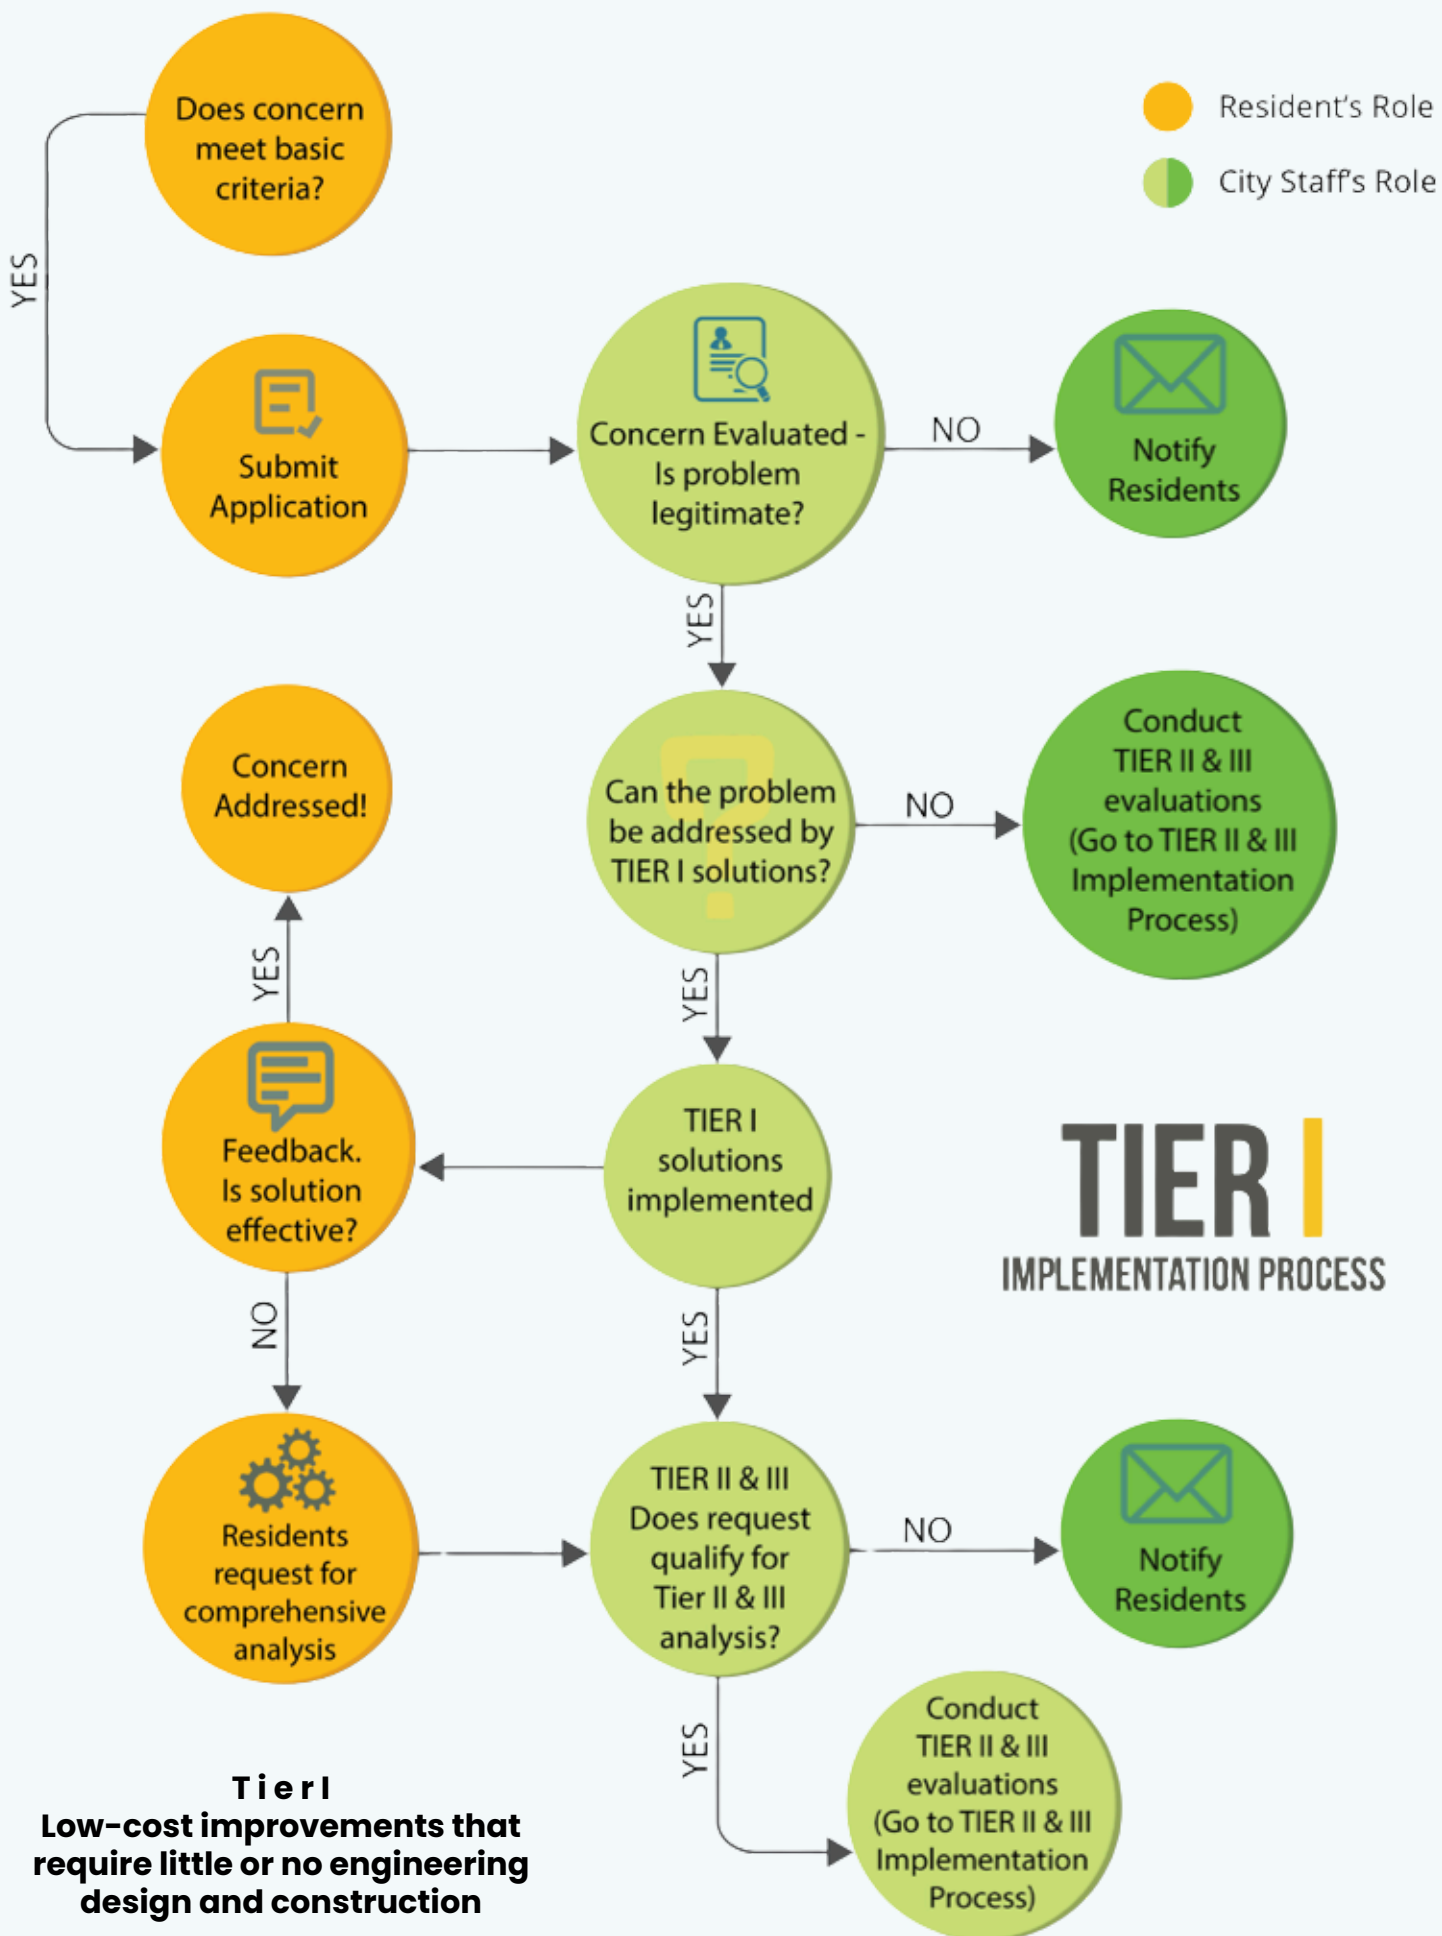 Does concern
meet basic
criteria?
Resident's Role
City Staff's Role
YES
Submit
Application
Concern Evaluated -
Is problem
legitimate?
NO
Notify
Residents
YES
Concern
Addressed!
Can the problem
be addressed by
TIER I solutions?
NO
Conduct
TIER II & III
evaluations
(Go to TIER II & III
Implementation
Process)
YES
YES
Feedback.
Is solution
effective?
TIER I
solutions
implemented
TIER I
IMPLEMENTATION PROCESS
NO
YES
Residents
request for
comprehensive
analysis
TIER II & III
Does request
qualify for
Tier II & III
analysis?
NO
Notify
Residents
YES
Conduct
TIER II & III
evaluations
(Go to TIER II & III
Implementation
Process)
Tier I
Low-cost improvements that
require little or no engineering
design and construction